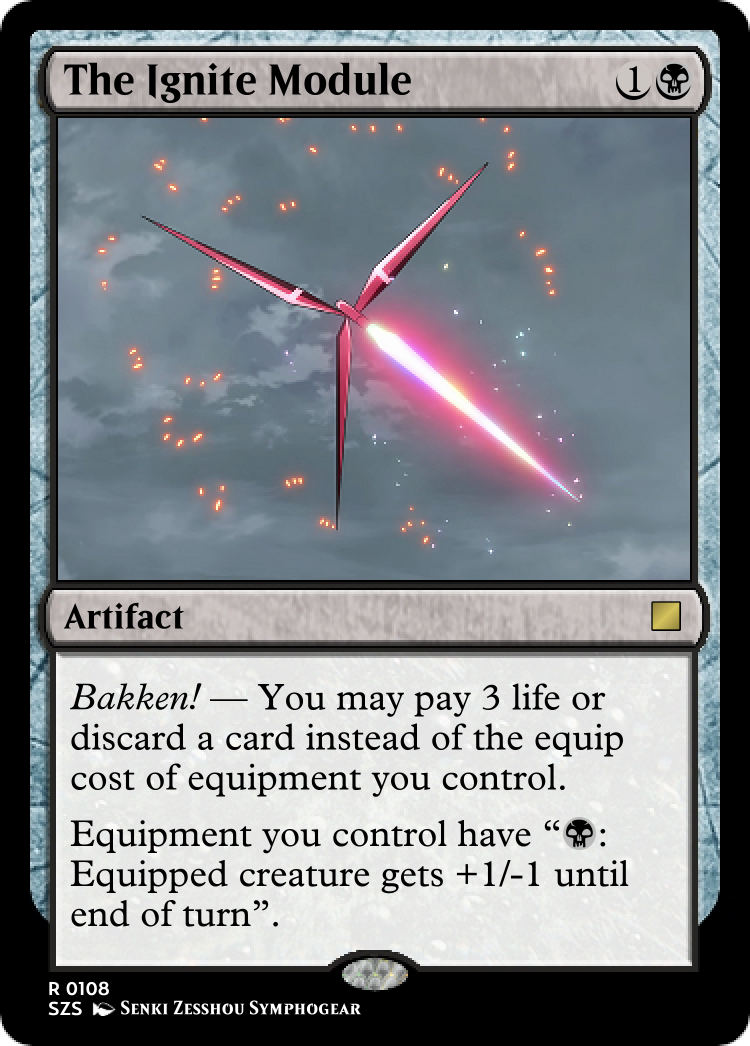 The Ignite Module 1
Artifact
Bakken! — You may pay 3 life or
discard a card instead of the equip
cost of equipment you control.
Equipment you control have “:
Equipped creature gets +1/-1 until
end of turn”.
R 0108
SZS Senki Zesshou Symphogear